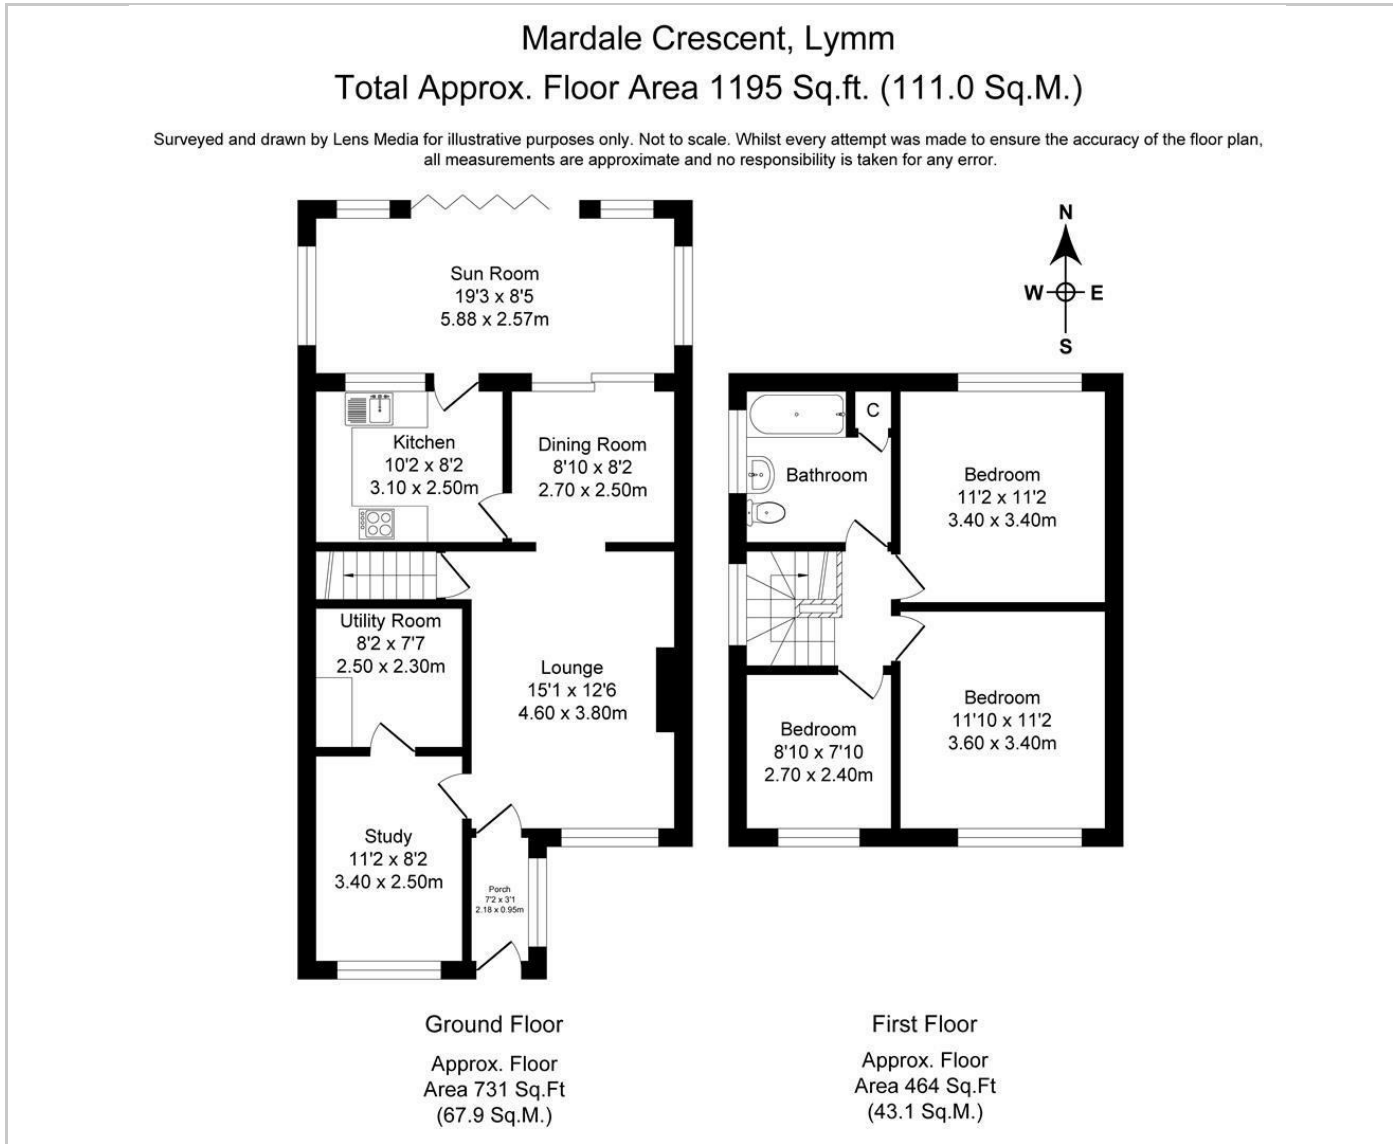 Mardale Crescent, Lymm
Total Approx. Floor Area 1195 Sq.ft. (111.0 Sq.M.)
Surveyed and drawn by Lens Media for illustrative purposes only. Not to scale. Whilst every attempt was made to ensure the accuracy of the floor plan,
all measurements are approximate and no responsibility is taken for any error.
N
W
E
S
Sun Room
19'3 x 8'5
5.88 x 2.57m
Kitchen
10'2 x 8'2
3.10 x 2.50m
Dining Room
8'10 x 8'2
2.70 x 2.50m
Utility Room
8'2 x 7'7
2.50 x 2.30m
Lounge
15'1 x 12'6
4.60 x 3.80m
Study
11'2 x 8'2
3.40 x 2.50m
Porch
7'2 x 3'1
2.18 x 0.95m
Ground Floor
Approx. Floor
Area 731 Sq.Ft
(67.9 Sq.M.)
C
Bathroom
Bedroom
11'2 x 11'2
3.40 x 3.40m
Bedroom
11'10 x 11'2
3.60 x 3.40m
Bedroom
8'10 x 7'10
2.70 x 2.40m
First Floor
Approx. Floor
Area 464 Sq.Ft
(43.1 Sq.M.)